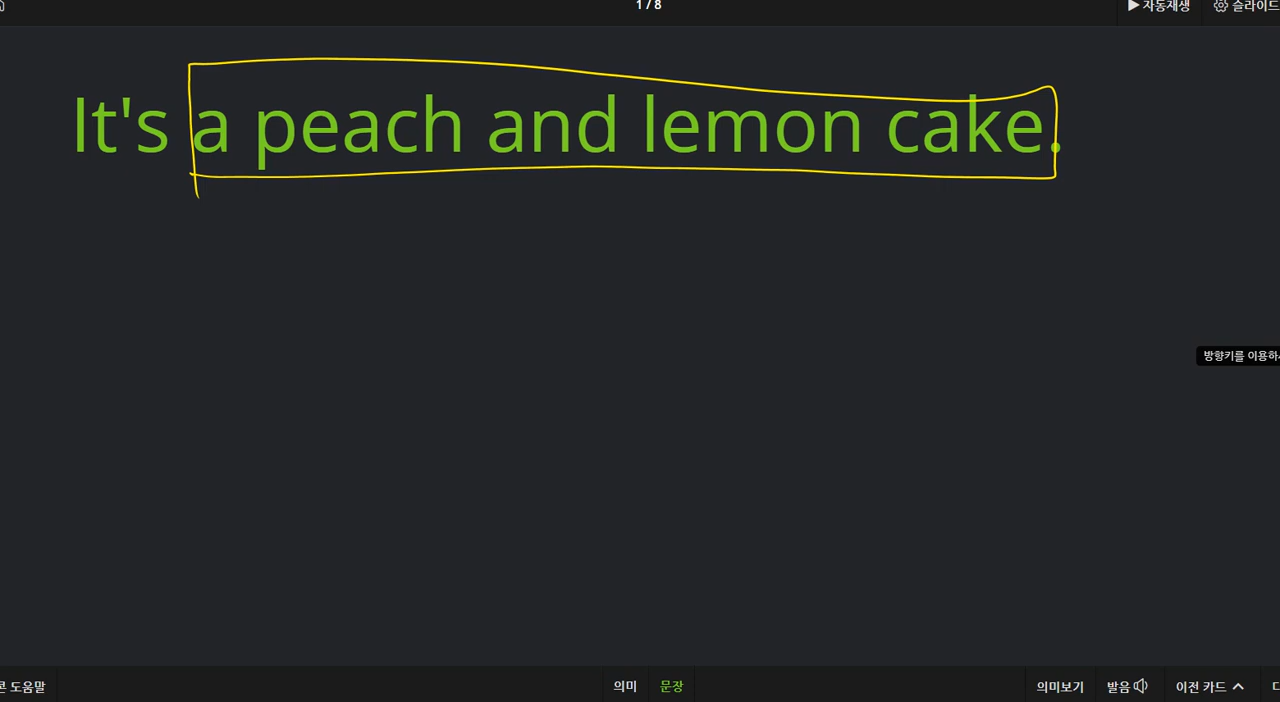 1 / 8
▶ 자동재생
슬라이드
It's a peach and lemon cake.
방향키를 이용하
도움말
의미
문장
의미보기
발음
이전 카드